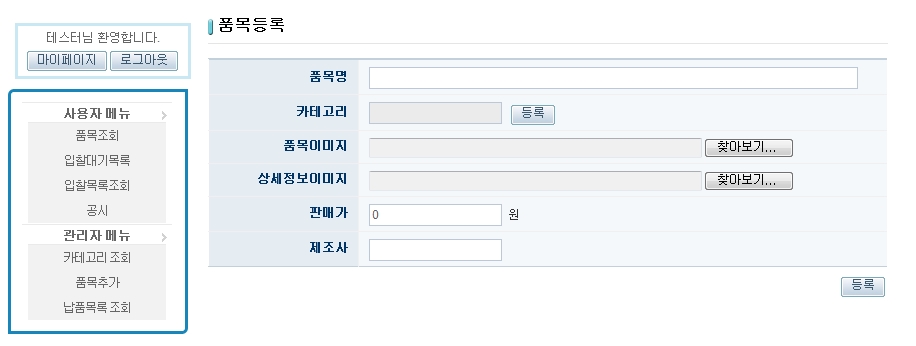 테스터님 환영합니다.
마이페이지 로그아웃
사용자 메뉴
품목조회
입찰대기목록
입찰목록조회
공시
관리자 메뉴
카테고리 조회
품목추가
납품목록 조회
품목등록
품목명
카테고리 등록
품목이미지 찾아보기...
상세정보이미지 찾아보기...
판매가 0 원
제조사
등록